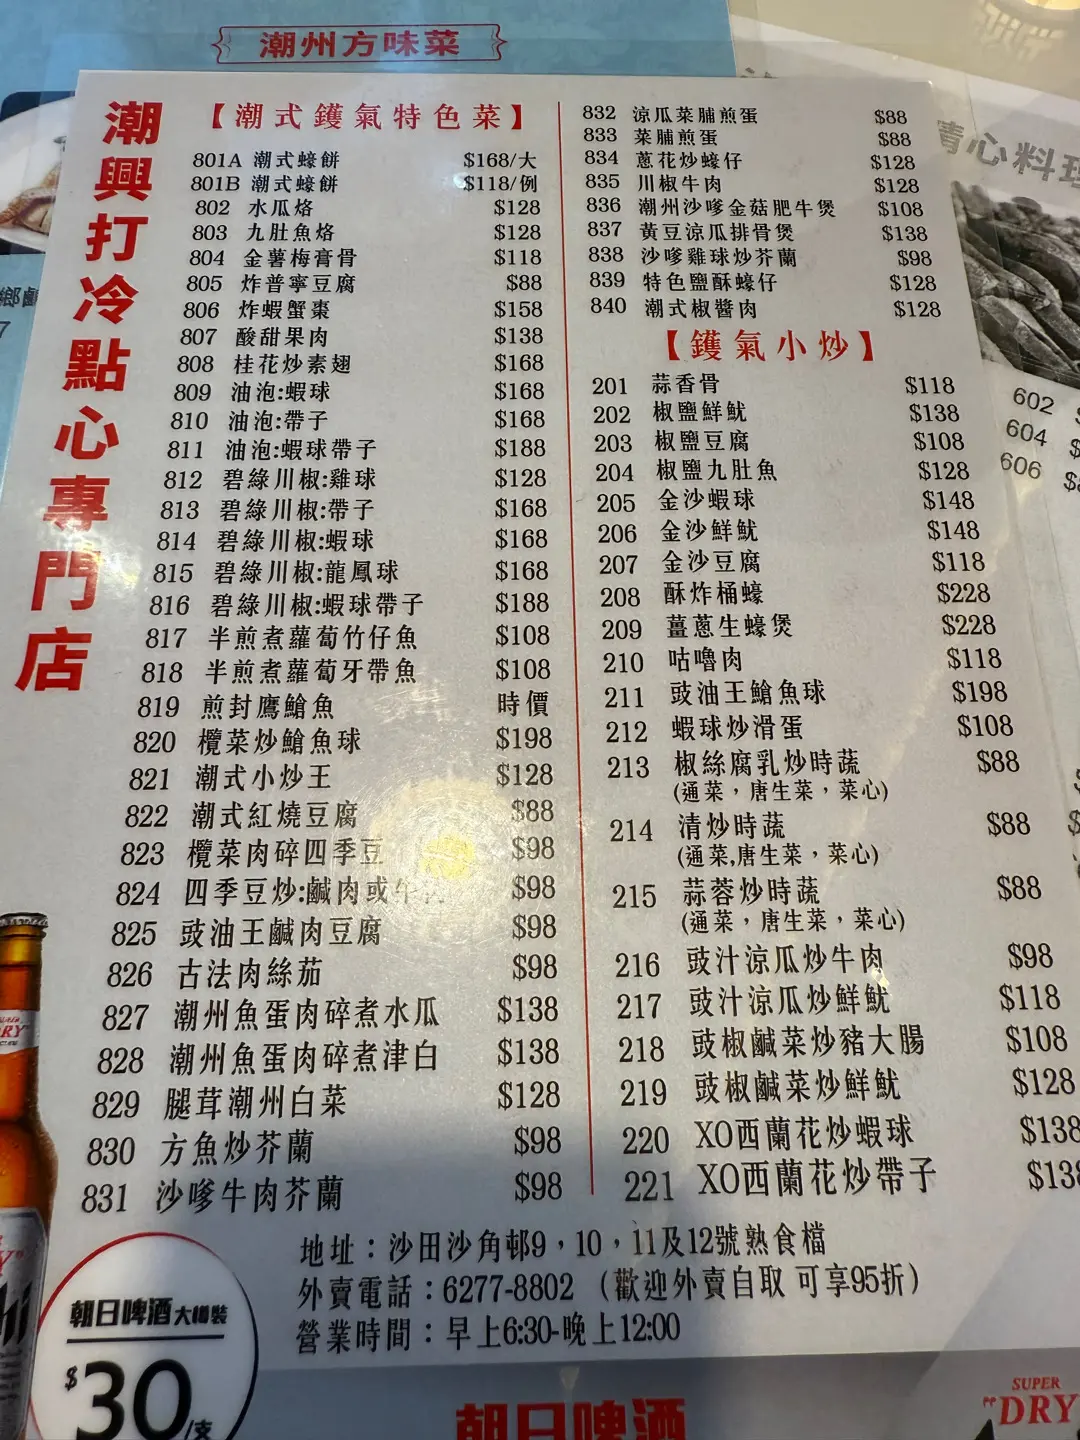 潮州方味菜
潮興打冷點心專門店
【潮式鑊氣特色菜】
801A 潮式蠔餅 $168/大
801B 潮式蠔餅 $118/例
802 水瓜烙 $128
803 九肚魚烙 $128
804 金薯梅膏骨 $118
805 炸普寧豆腐 $88
806 炸蝦蟹棗 $158
807 酸甜果肉 $138
808 桂花炒素翅 $168
809 油泡:蝦球 $168
810 油泡:帶子 $168
811 油泡:蝦球帶子 $188
812 碧綠川椒:雞球 $128
813 碧綠川椒:帶子 $168
814 碧綠川椒:蝦球 $168
815 碧綠川椒:龍鳳球 $168
816 碧綠川椒:蝦球帶子 $188
817 半煎煮蘿蔔竹仔魚 $108
818 半煎煮蘿蔔牙帶魚 $108
819 煎封鷹鯧魚 時價
820 欖菜炒鯧魚球 $198
821 潮式小炒王 $128
822 潮式紅燒豆腐 $88
823 欖菜肉碎四季豆 $98
824 四季豆炒:鹹肉或牛 $98
825 豉油王鹹肉豆腐 $98
826 古法肉絲茄 $98
827 潮州魚蛋肉碎煮水瓜 $138
828 潮州魚蛋肉碎煮津白 $138
829 腿茸潮州白菜 $128
830 方魚炒芥蘭 $98
831 沙嗲牛肉芥蘭 $98
832 涼瓜菜脯煎蛋 $88
833 菜脯煎蛋 $88
834 蔥花炒蠔仔 $128
835 川椒牛肉 $128
836 潮州沙嗲金菇肥牛煲 $108
837 黃豆涼瓜排骨煲 $138
838 沙嗲雞球炒芥蘭 $98
839 特色鹽酥蠔仔 $128
840 潮式椒醬肉 $128
【鑊氣小炒】
201 蒜香骨 $118
202 椒鹽鮮魷 $138
203 椒鹽豆腐 $108
204 椒鹽九肚魚 $128
205 金沙蝦球 $148
206 金沙鮮魷 $148
207 金沙豆腐 $118
208 酥炸桶蠔 $228
209 薑蔥生蠔煲 $228
210 咕嚕肉 $118
211 豉油王鯧魚球 $198
212 蝦球炒滑蛋 $108
213 椒絲腐乳炒時蔬 $88
(通菜，唐生菜，菜心)
214 清炒時蔬 $88
(通菜,唐生菜，菜心)
215 蒜蓉炒時蔬 $88
(通菜，唐生菜，菜心)
216 豉汁涼瓜炒牛肉 $98
217 豉汁涼瓜炒鮮魷 $118
218 豉椒鹹菜炒豬大腸 $108
219 豉椒鹹菜炒鮮魷 $128
220 XO西蘭花炒蝦球 $138
221 XO西蘭花炒帶子 $138
地址：沙田沙角邨9，10，11及12號熟食檔
外賣電話：6277-8802 （歡迎外賣自取 可享95折）
營業時間：早上6:30-晚上12:00
朝日啤酒大樽裝
$30/支
朝日啤酒
SUPER
"DRY"
心料理
602
604
606